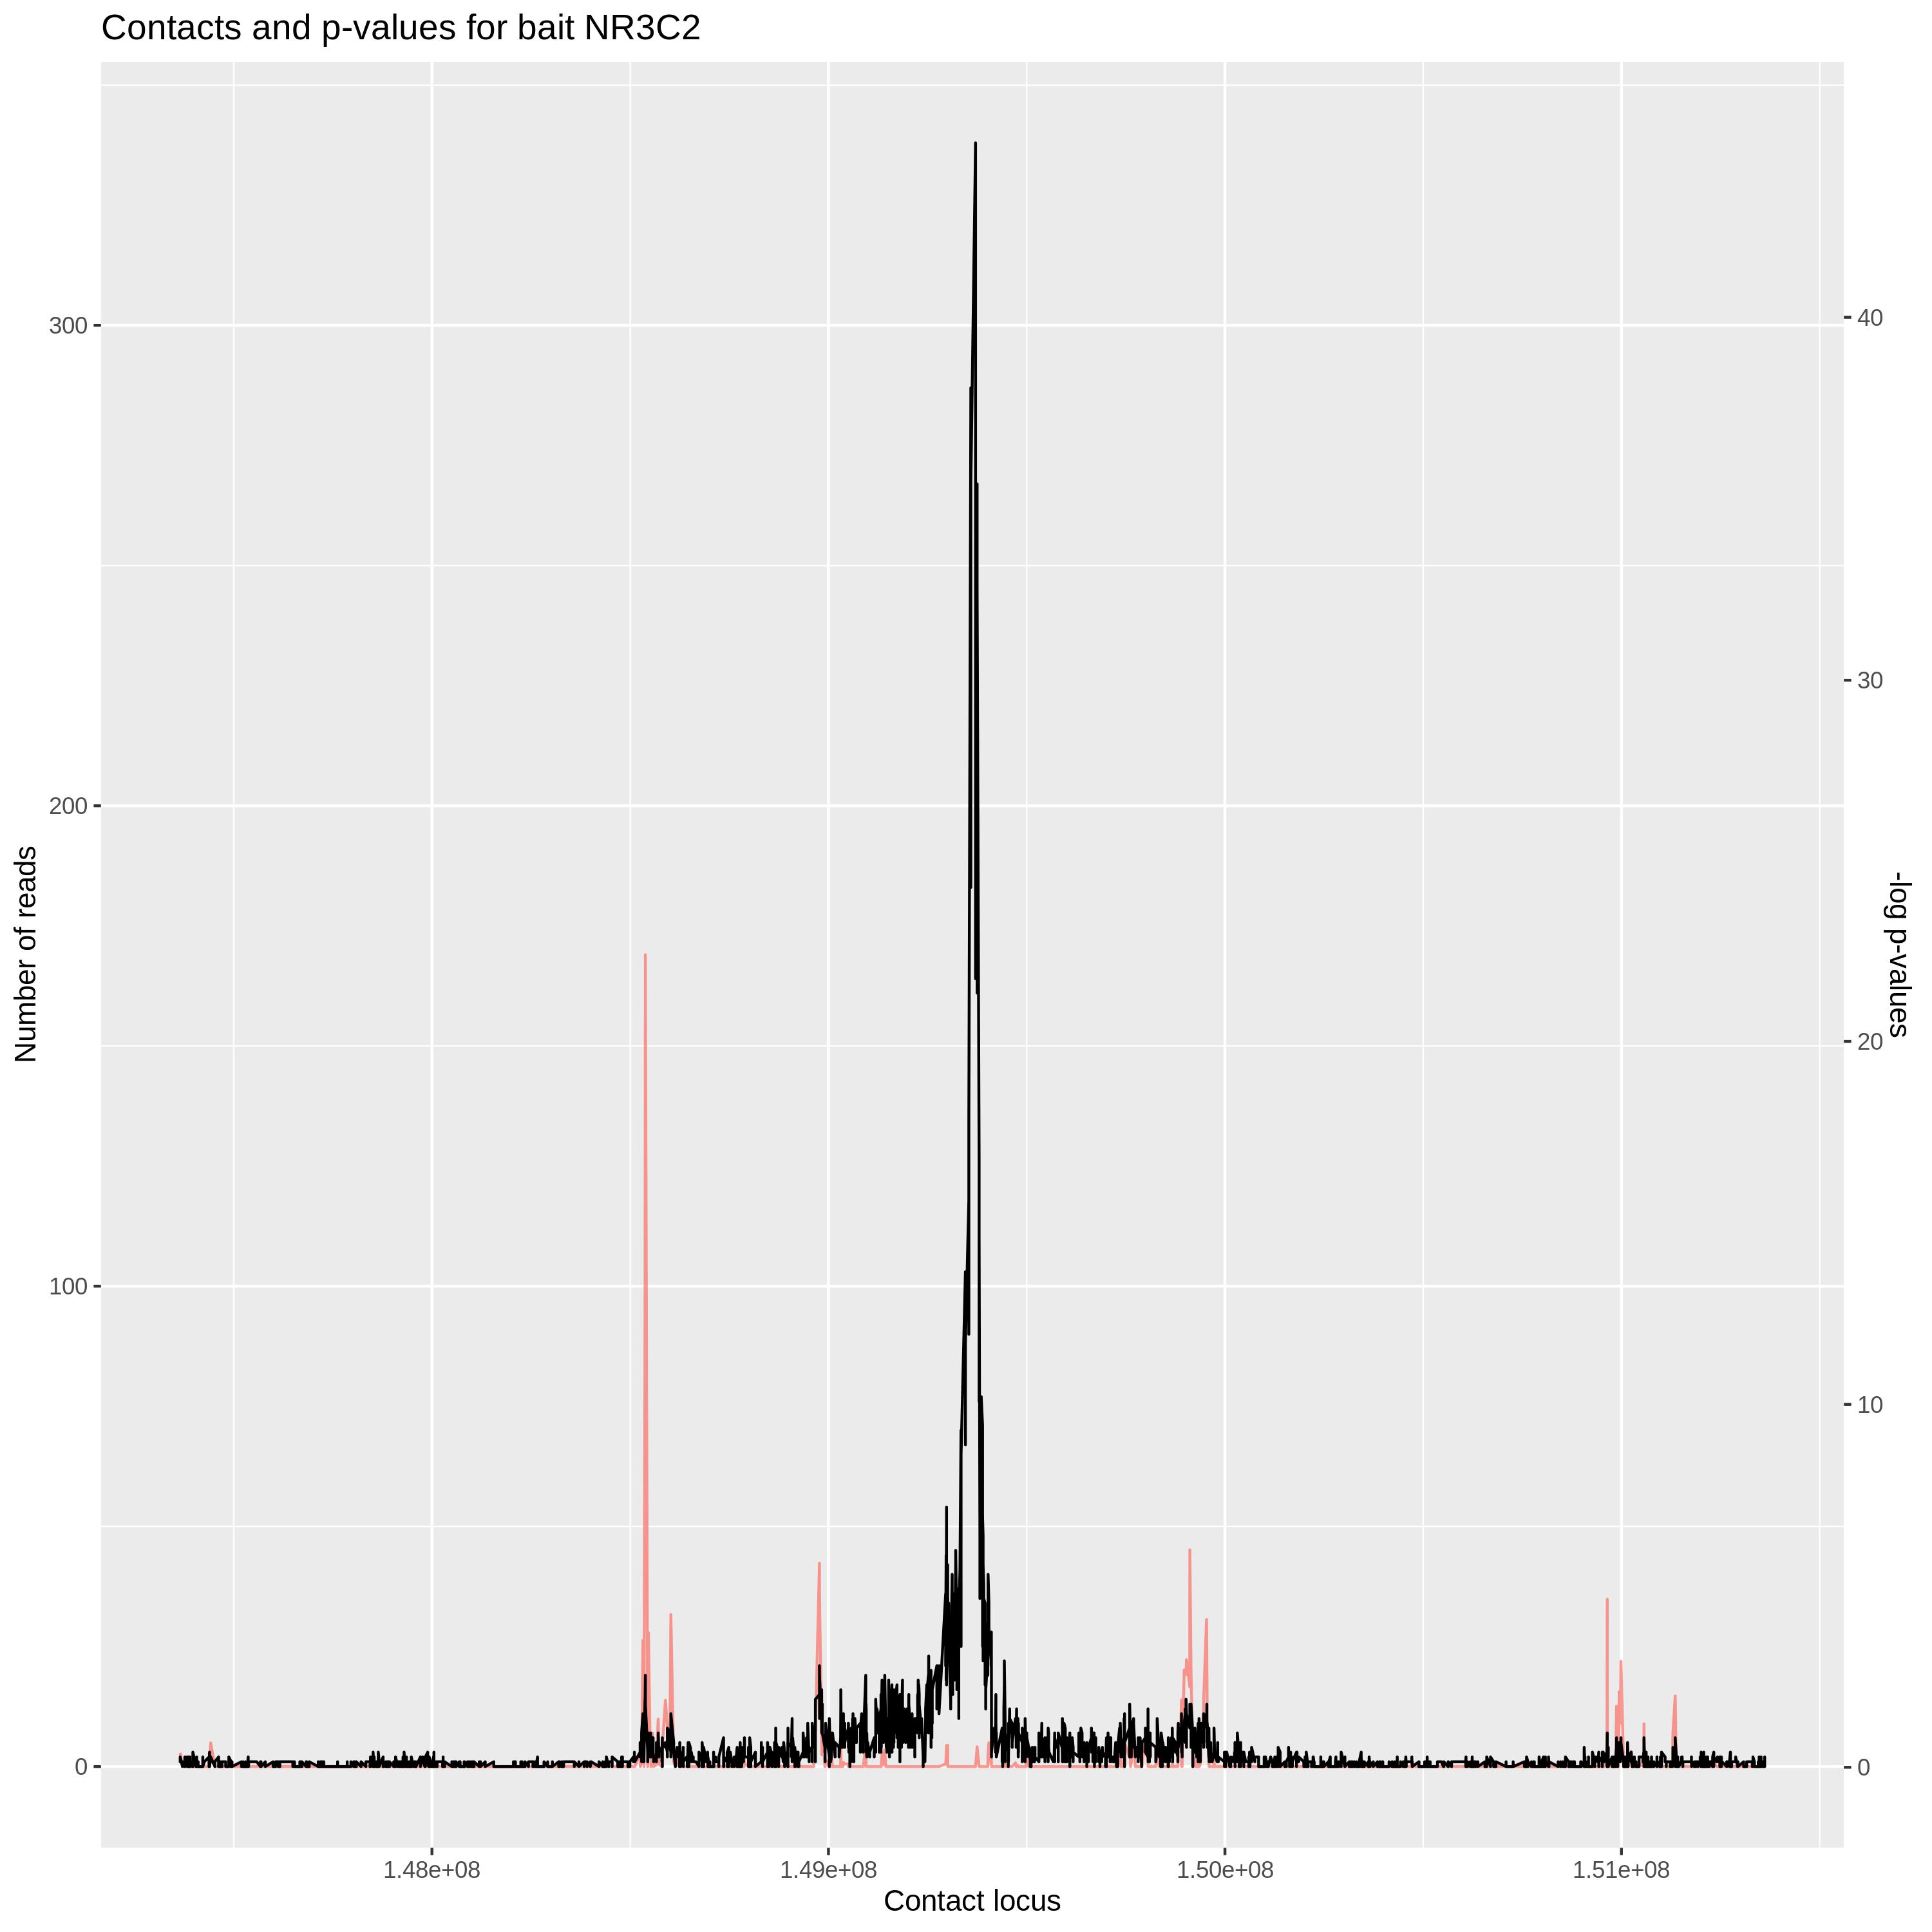 Contacts and p-values for bait NR3C2
300
200
100
0
Number of reads
40
30
20
10
0
-log p-values
1.48e+08
1.49e+08
1.50e+08
1.51e+08
Contact locus